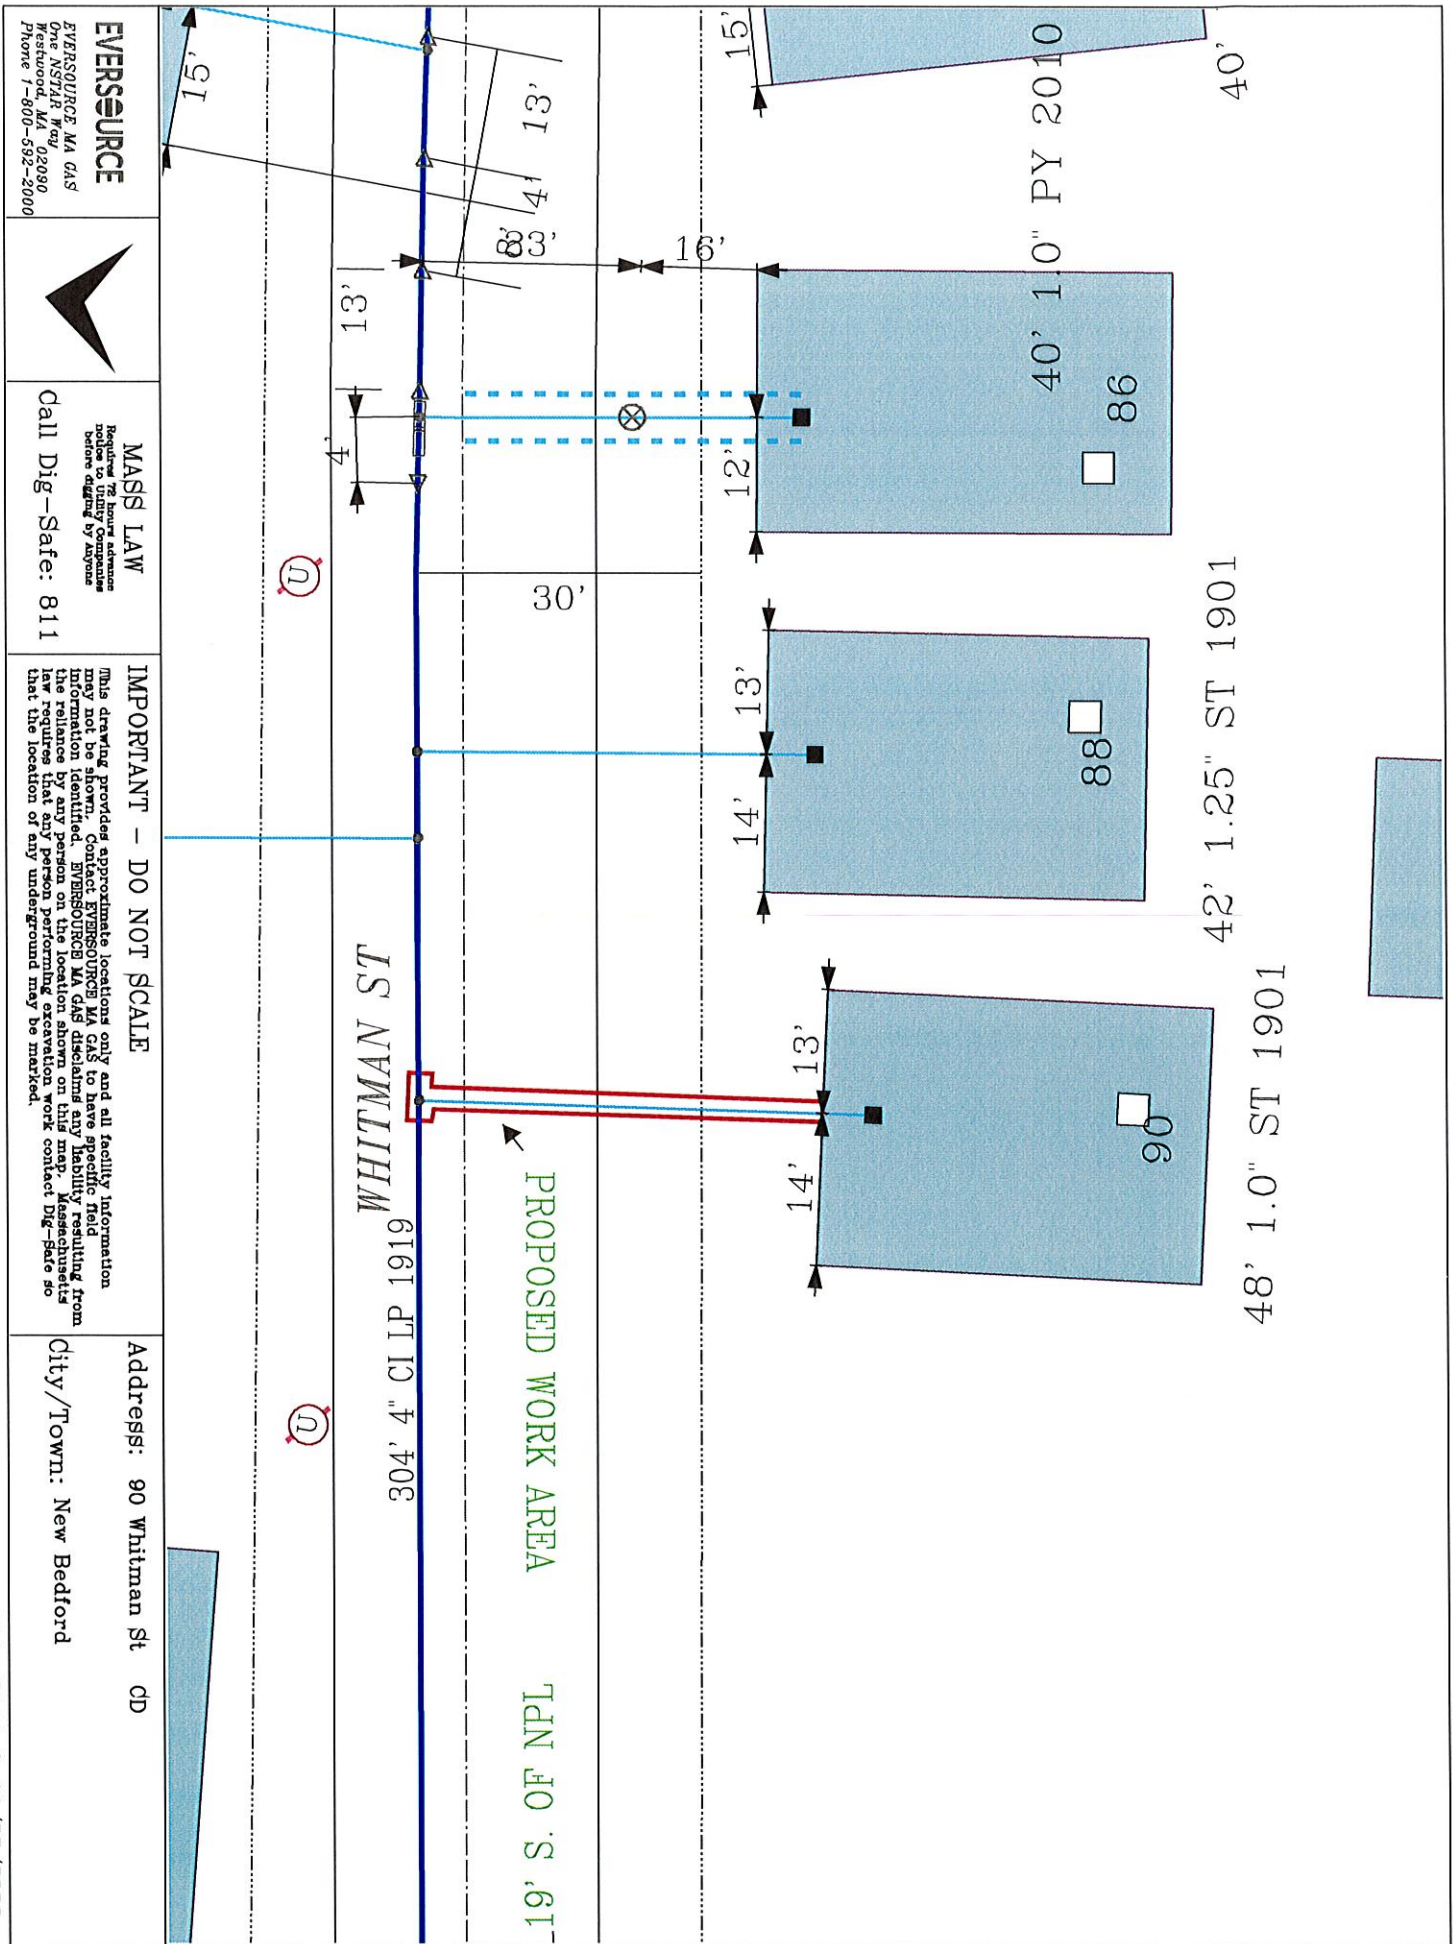 15'
40'
40' 1.0" PY 2010
13'
4'
8'
33'
16'
15'
13'
4'
12'
86
30'
42' 1.25" ST 1901
13'
14'
88
48' 1.0" ST 1901
13'
14'
90
U
U
WHITMAN ST
304' 4" CI LP 1919
PROPOSED WORK AREA
19' S. OF NPL
EVERSOURCE
EVERSOURCE MA GAS
One NSTAR Way
Westwood, MA 02090
Phone 1-800-592-2000
MASS LAW
Requires 72 hours advance
notice to Utility Companies
before digging by Anyone
Call Dig-Safe: 811
IMPORTANT - DO NOT SCALE
This drawing provides approximate locations only and all facility information
may not be shown. Contact EVERSOURCE MA GAS to have specific field
information identified. EVERSOURCE MA GAS disclaims any liability resulting from
the reliance by any person on the location shown on this map. Massachusetts
law requires that any person performing excavation work contact Dig-Safe so
that the location of any underground may be marked.
Address: 90 Whitman St CD
City/Town: New Bedford